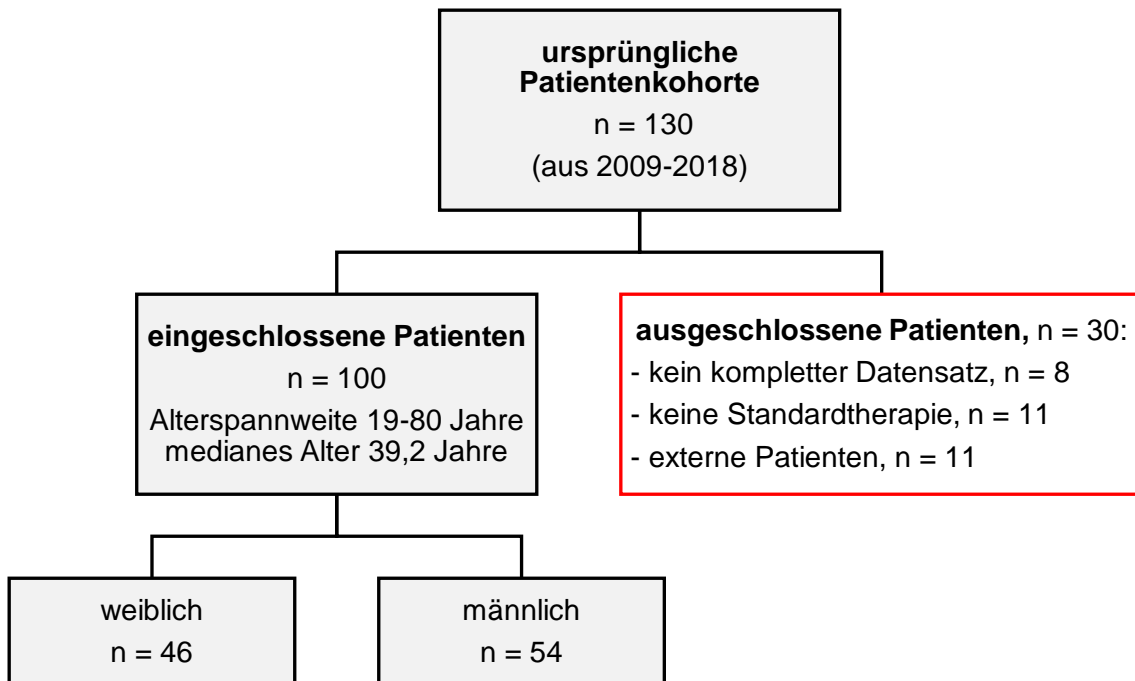 ursprüngliche
Patientenkohorte
n = 130
(aus 2009-2018)
eingeschlossene Patienten
n = 100
Alterspannweite 19-80 Jahre
medianes Alter 39,2 Jahre
ausgeschlossene Patienten, n = 30:
- kein kompletter Datensatz, n = 8
- keine Standardtherapie, n = 11
- externe Patienten, n = 11
weiblich
n = 46
männlich
n = 54